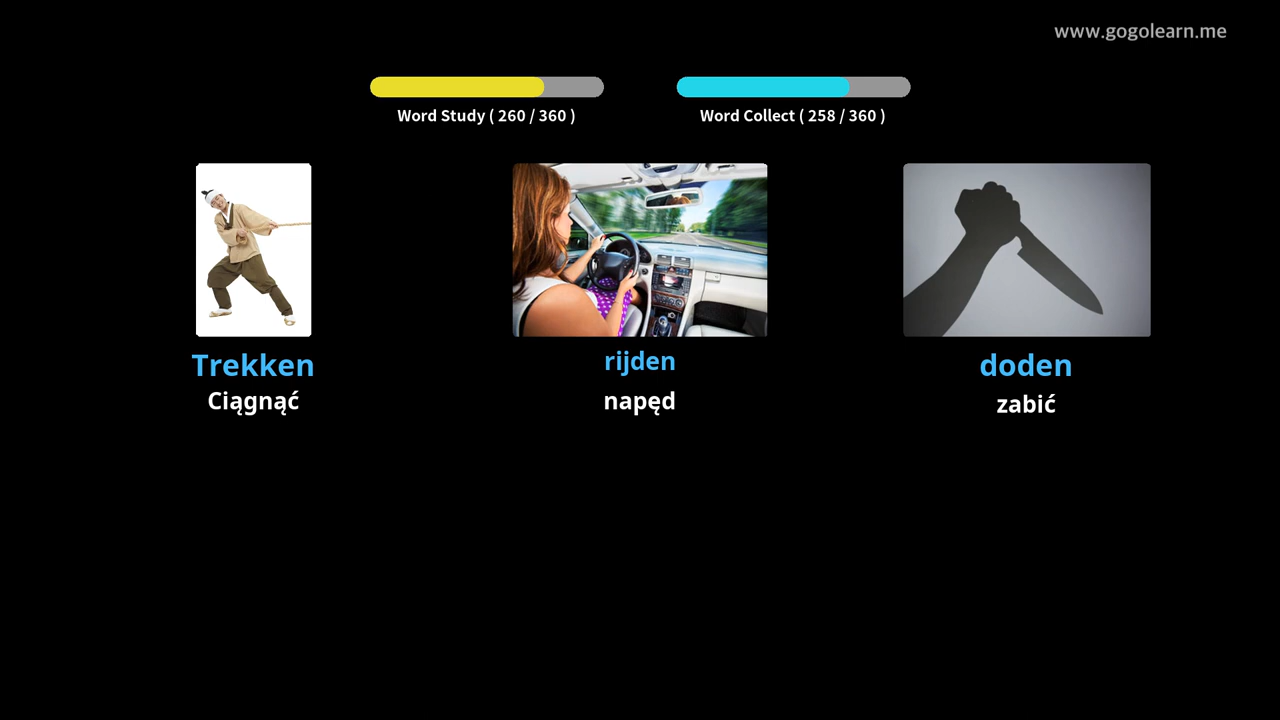 www.gogolearn.me
Word Study ( 260 / 360 )
Word Collect ( 258 / 360 )
Trekken
Ciągnąć
rijden
napęd
doden
zabić